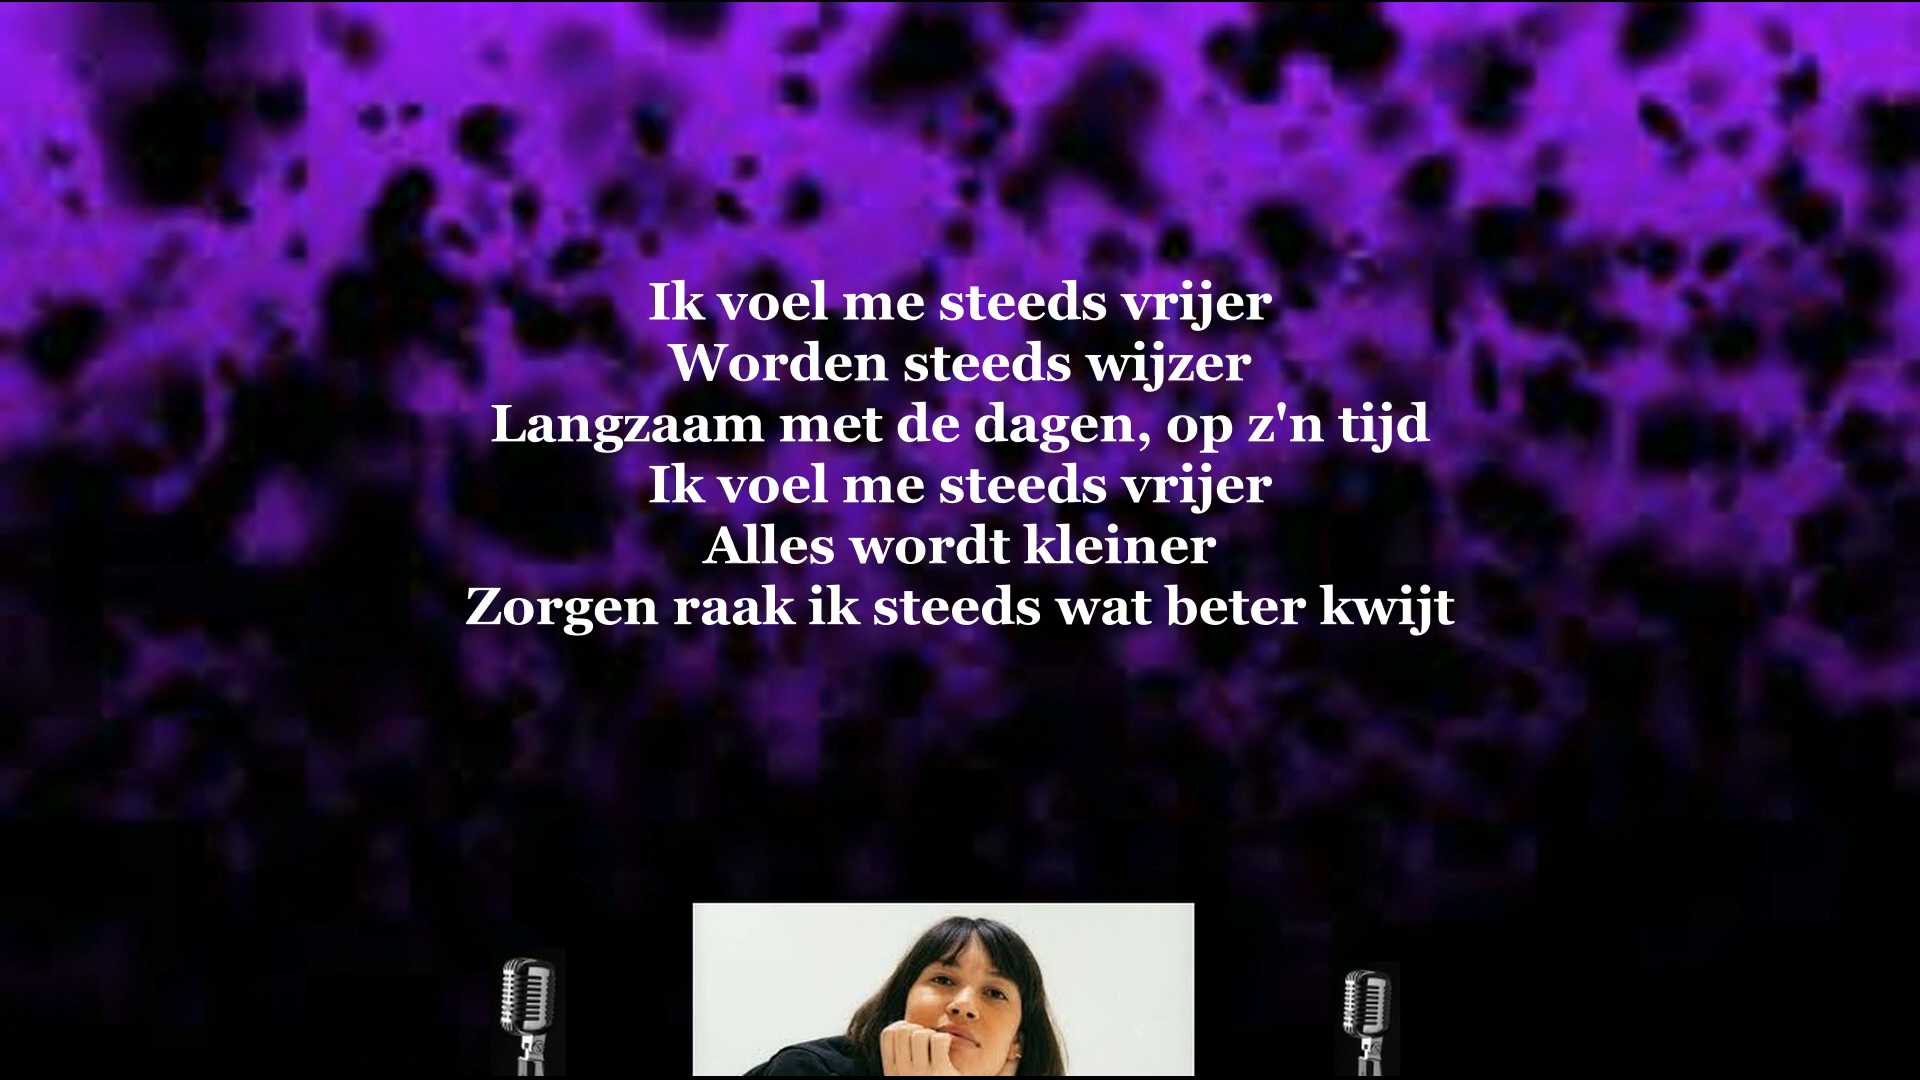 Ik voel me steeds vrijer
Worden steeds wijzer
Langzaam met de dagen, op z'n tijd
Ik voel me steeds vrijer
Alles wordt kleiner
Zorgen raak ik steeds wat beter kwijt